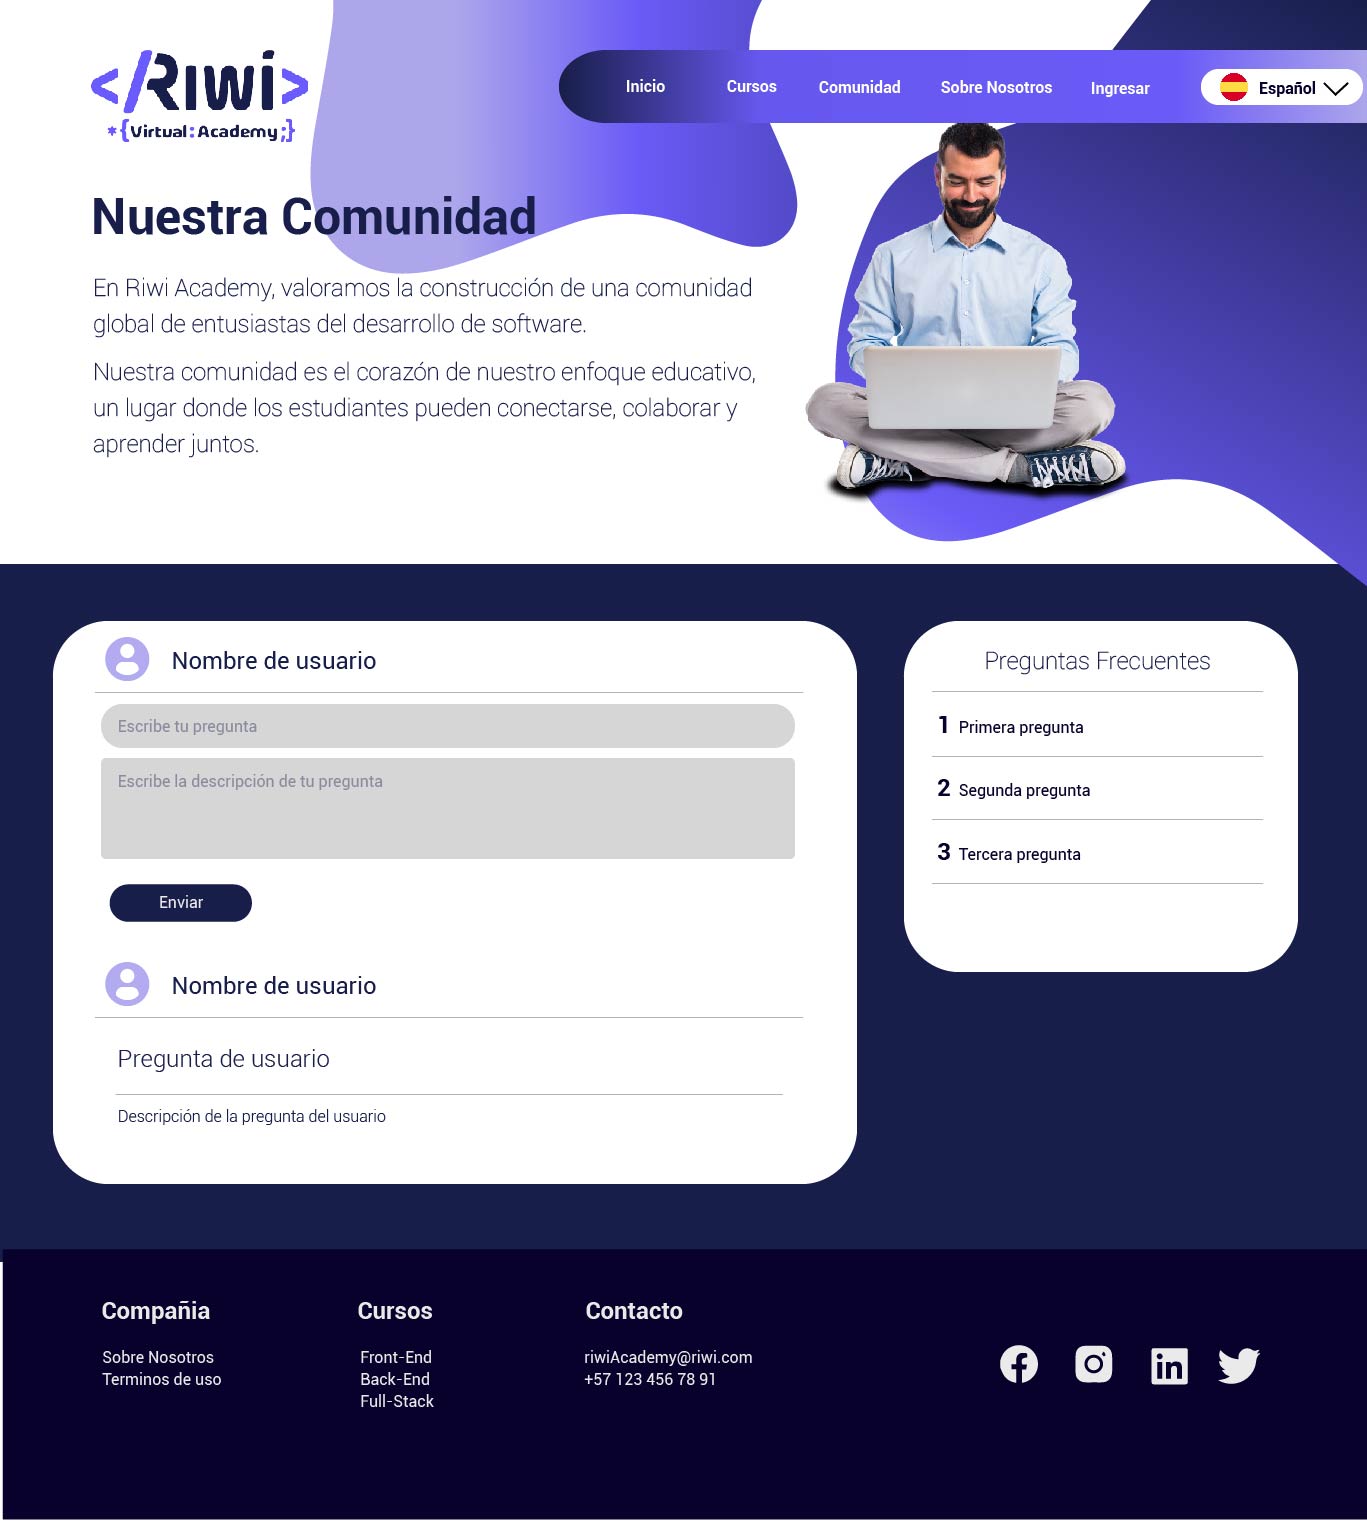 </Riwi>
*{Virtual:Academy;}
Inicio Cursos Comunidad Sobre Nosotros Ingresar Español
Nuestra Comunidad
En Riwi Academy, valoramos la construcción de una comunidad
global de entusiastas del desarrollo de software.
Nuestra comunidad es el corazón de nuestro enfoque educativo,
un lugar donde los estudiantes pueden conectarse, colaborar y
aprender juntos.
Nombre de usuario
Escribe tu pregunta
Escribe la descripción de tu pregunta
Enviar
Nombre de usuario
Pregunta de usuario
Descripción de la pregunta del usuario
Preguntas Frecuentes
1 Primera pregunta
2 Segunda pregunta
3 Tercera pregunta
Compañia
Sobre Nosotros
Terminos de uso
Cursos
Front-End
Back-End
Full-Stack
Contacto
riwiAcademy@riwi.com
+57 123 456 78 91